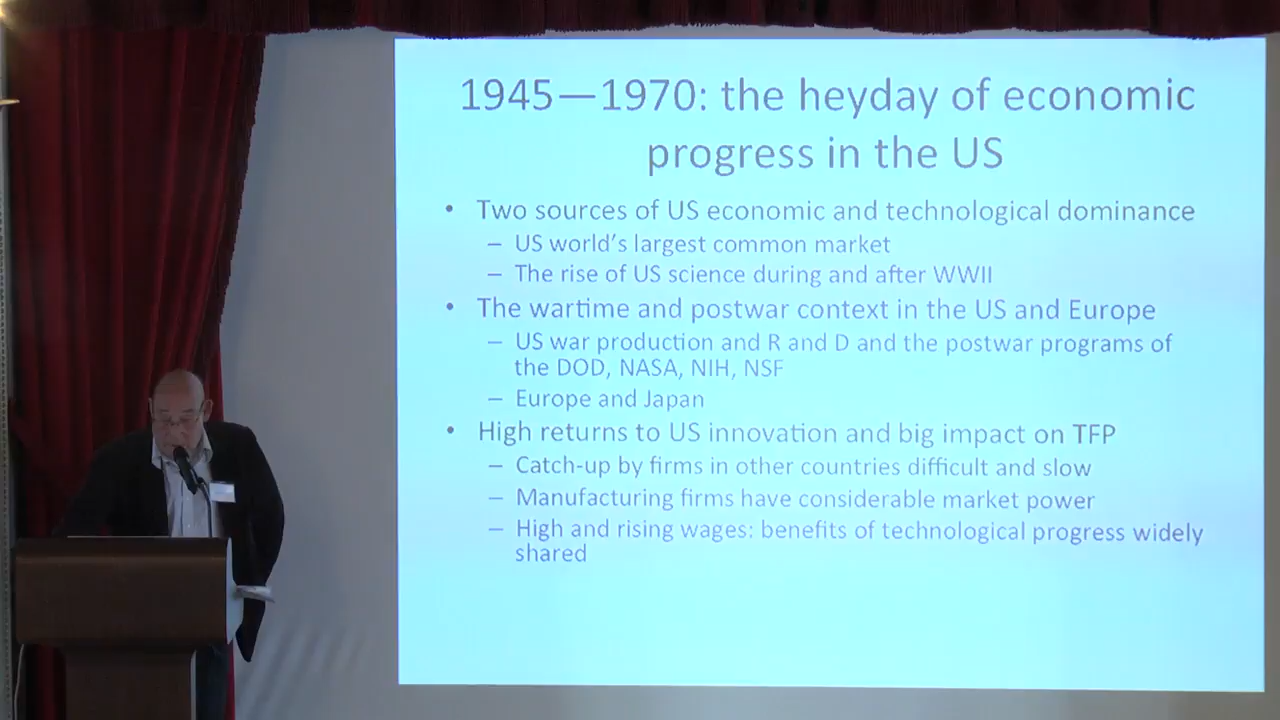 1945—1970: the heyday of economic
progress in the US
• Two sources of US economic and technological dominance
– US world's largest common market
– The rise of US science during and after WWII
• The wartime and postwar context in the US and Europe
– US war production and R and D and the postwar programs of
the DOD, NASA, NIH, NSF
– Europe and Japan
• High returns to US innovation and big impact on TFP
– Catch-up by firms in other countries difficult and slow
– Manufacturing firms have considerable market power
– High and rising wages: benefits of technological progress widely
shared